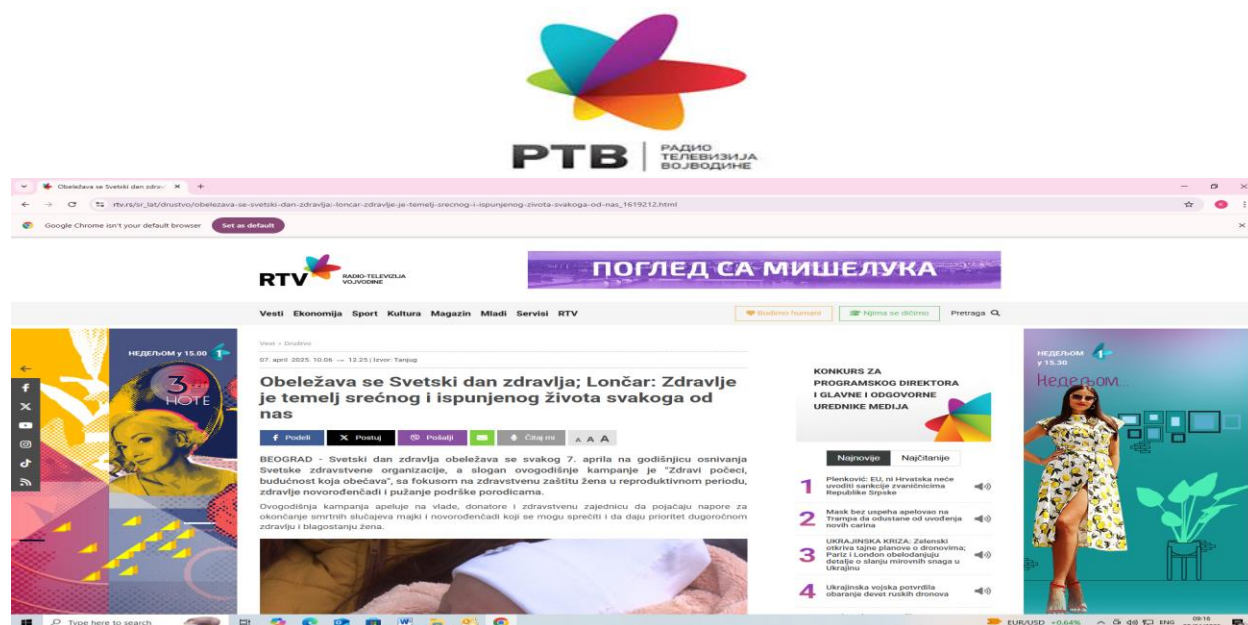 РТВ
РАДИО
ТЕЛЕВИЗИЈА
ВОЈВОДИНЕ
Obeležava se Svetski dan zdrav
rtv.rs/sr_lat/drustvo/obelezava-se-svetski-dan-zdravlja;-loncar-zdravlje-je-temelj-srecnog-i-ispunjenog-zivota-svakoga-od-nas_1619212.html
Google Chrome isn't your default browser Set as default
RTV RADIO-TELEVIZIJA
VOJVODINE
ПОГЛЕД СА МИШЕЛУКА
Vesti Ekonomija Sport Kultura Magazin Mladi Servisi RTV
Budimo humani Njima se dičimo Pretraga
НЕДЕЉОМ у 15.00 1
3
НОТЕ
Vesti > Društvo
07. april 2025. 10:06 → 12:25 | Izvor: Tanjug
Obeležava se Svetski dan zdravlja; Lončar: Zdravlje
je temelj srećnog i ispunjenog života svakoga od
nas
Podeli Postuj Pošalji Čitaj mi A A A
BEOGRAD - Svetski dan zdravlja obeležava se svakog 7. aprila na godišnjicu osnivanja
Svetske zdravstvene organizacije, a slogan ovogodišnje kampanje je "Zdravi počeci,
budućnost koja obećava", sa fokusom na zdravstvenu zaštitu žena u reproduktivnom periodu,
zdravlje novorođenčadi i pužanje podrške porodicama.
Ovogodišnja kampanja apeluje na vlade, donatore i zdravstvenu zajednicu da pojačaju napore za
okončanje smrtnih slučajeva majki i novorođenčadi koji se mogu sprečiti i da daju prioritet dugoročnom
zdravlju i blagostanju žena.
KONKURS ZA
PROGRAMSKOG DIREKTORA
I GLAVNE I ODGOVORNE
UREDNIKE MEDIJA
Najnovije Najčitanije
1 Plenković: EU, ni Hrvatska neće
uvoditi sankcije zvaničnicima
Republike Srpske
2 Mask bez uspeha apelovao na
Trampa da odustane od uvođenja
novih carina
3 UKRAJINSKA KRIZA: Zelenski
otkriva tajne planove o dronovima;
Pariz i London obelodanjuju
detalje o slanju mirovnih snaga u
Ukrajinu
4 Ukrajinska vojska potvrdila
obaranje devet ruskih dronova
НЕДЕЉОМ 1
у 15.30
Недељом...
Type here to search
EUR/USD +0.64% ENG 09:16